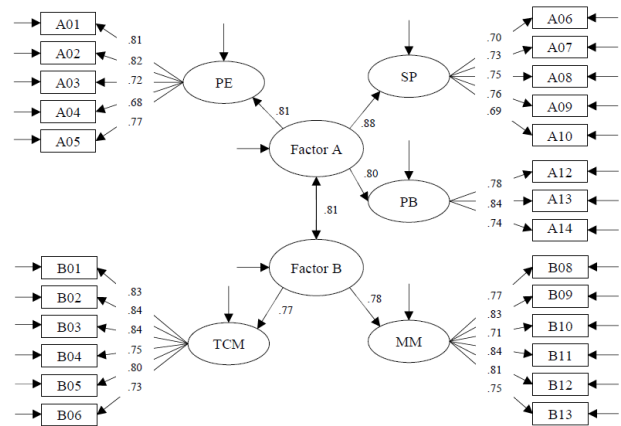 A01
A02
A03
A04
A05
.81
.82
.72
.68
.77
PE
SP
.70
.73
.75
.76
.69
A06
A07
A08
A09
A10
.81
.88
Factor A
.80
PB
.78
.84
.74
A12
A13
A14
.81
Factor B
.77
.78
B01
B02
B03
B04
B05
B06
.83
.84
.84
.75
.80
.73
TCM
MM
.77
.83
.71
.84
.81
.75
B08
B09
B10
B11
B12
B13